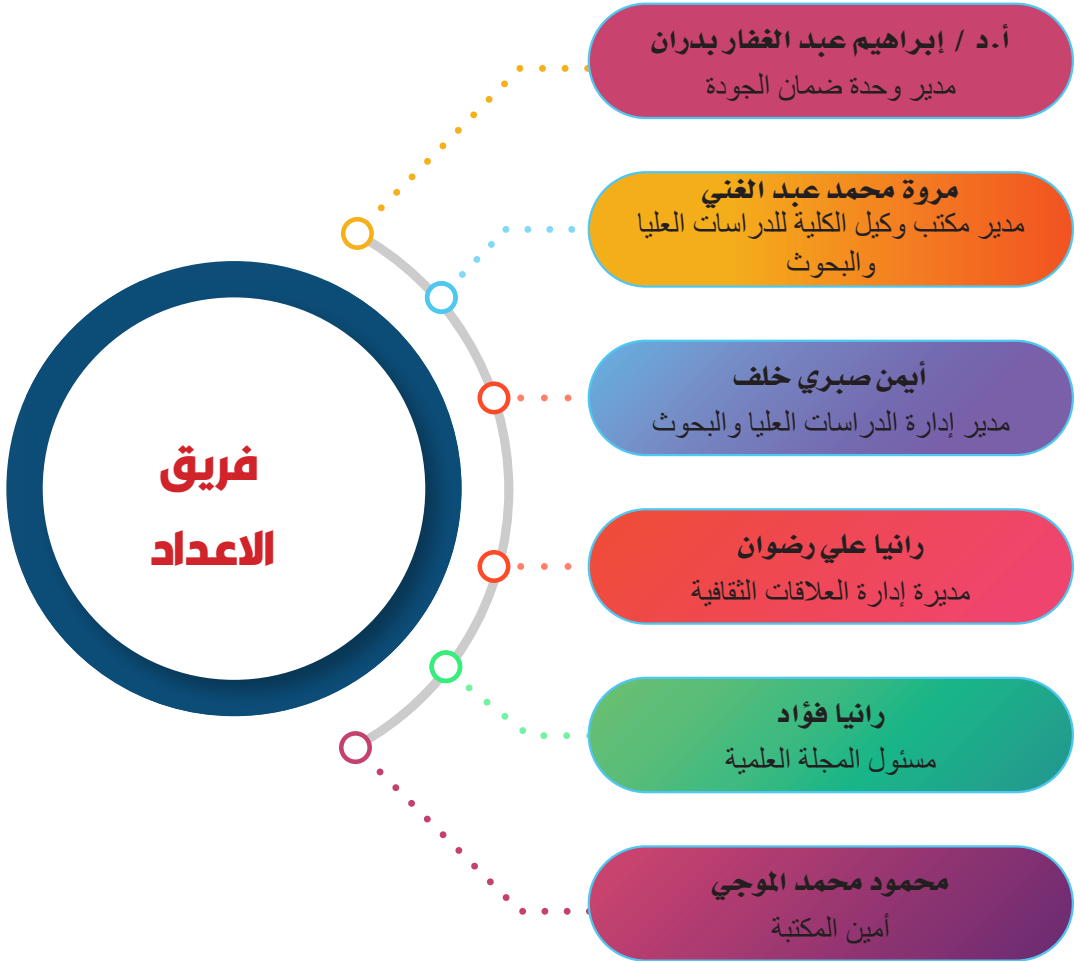 فريق
الاعداد
أ.د / إبراهيم عبد الغفار بدران
مدير وحدة ضمان الجودة
مروة محمد عبد الغني
مدير مكتب وكيل الكلية للدراسات العليا
والبحوث
أيمن صبري خلف
مدير إدارة الدراسات العليا والبحوث
رانيا علي رضوان
مديرة إدارة العلاقات الثقافية
رانيا فؤاد
مسئول المجلة العلمية
محمود محمد الموجي
أمين المكتبة